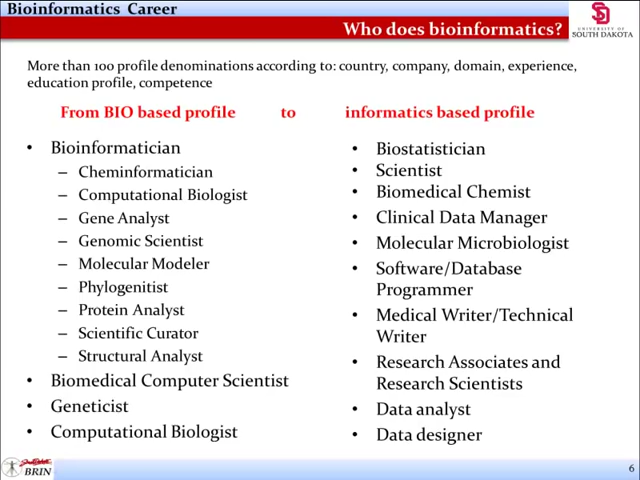 Bioinformatics Career
Who does bioinformatics?
UNIVERSITY OF
SOUTH DAKOTA
More than 100 profile denominations according to: country, company, domain, experience,
education profile, competence
From BIO based profile to informatics based profile
• Bioinformatician
– Cheminformatician
– Computational Biologist
– Gene Analyst
– Genomic Scientist
– Molecular Modeler
– Phylogenitist
– Protein Analyst
– Scientific Curator
– Structural Analyst
• Biomedical Computer Scientist
• Geneticist
• Computational Biologist
• Biostatistician
• Scientist
• Biomedical Chemist
• Clinical Data Manager
• Molecular Microbiologist
• Software/Database
Programmer
• Medical Writer/Technical
Writer
• Research Associates and
Research Scientists
• Data analyst
• Data designer
BRIN
6